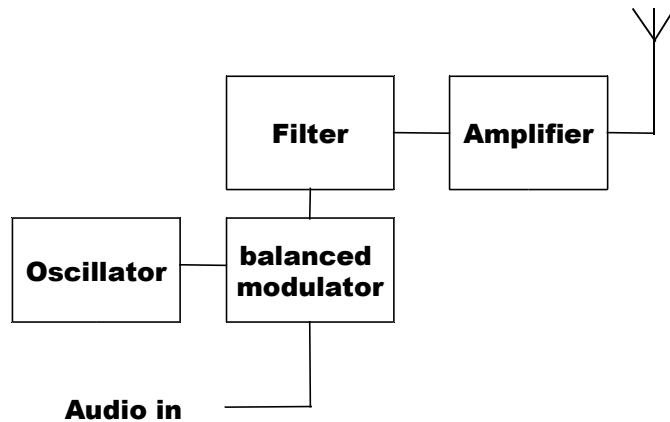 Filter
Amplifier
Oscillator
balanced
modulator
Audio in